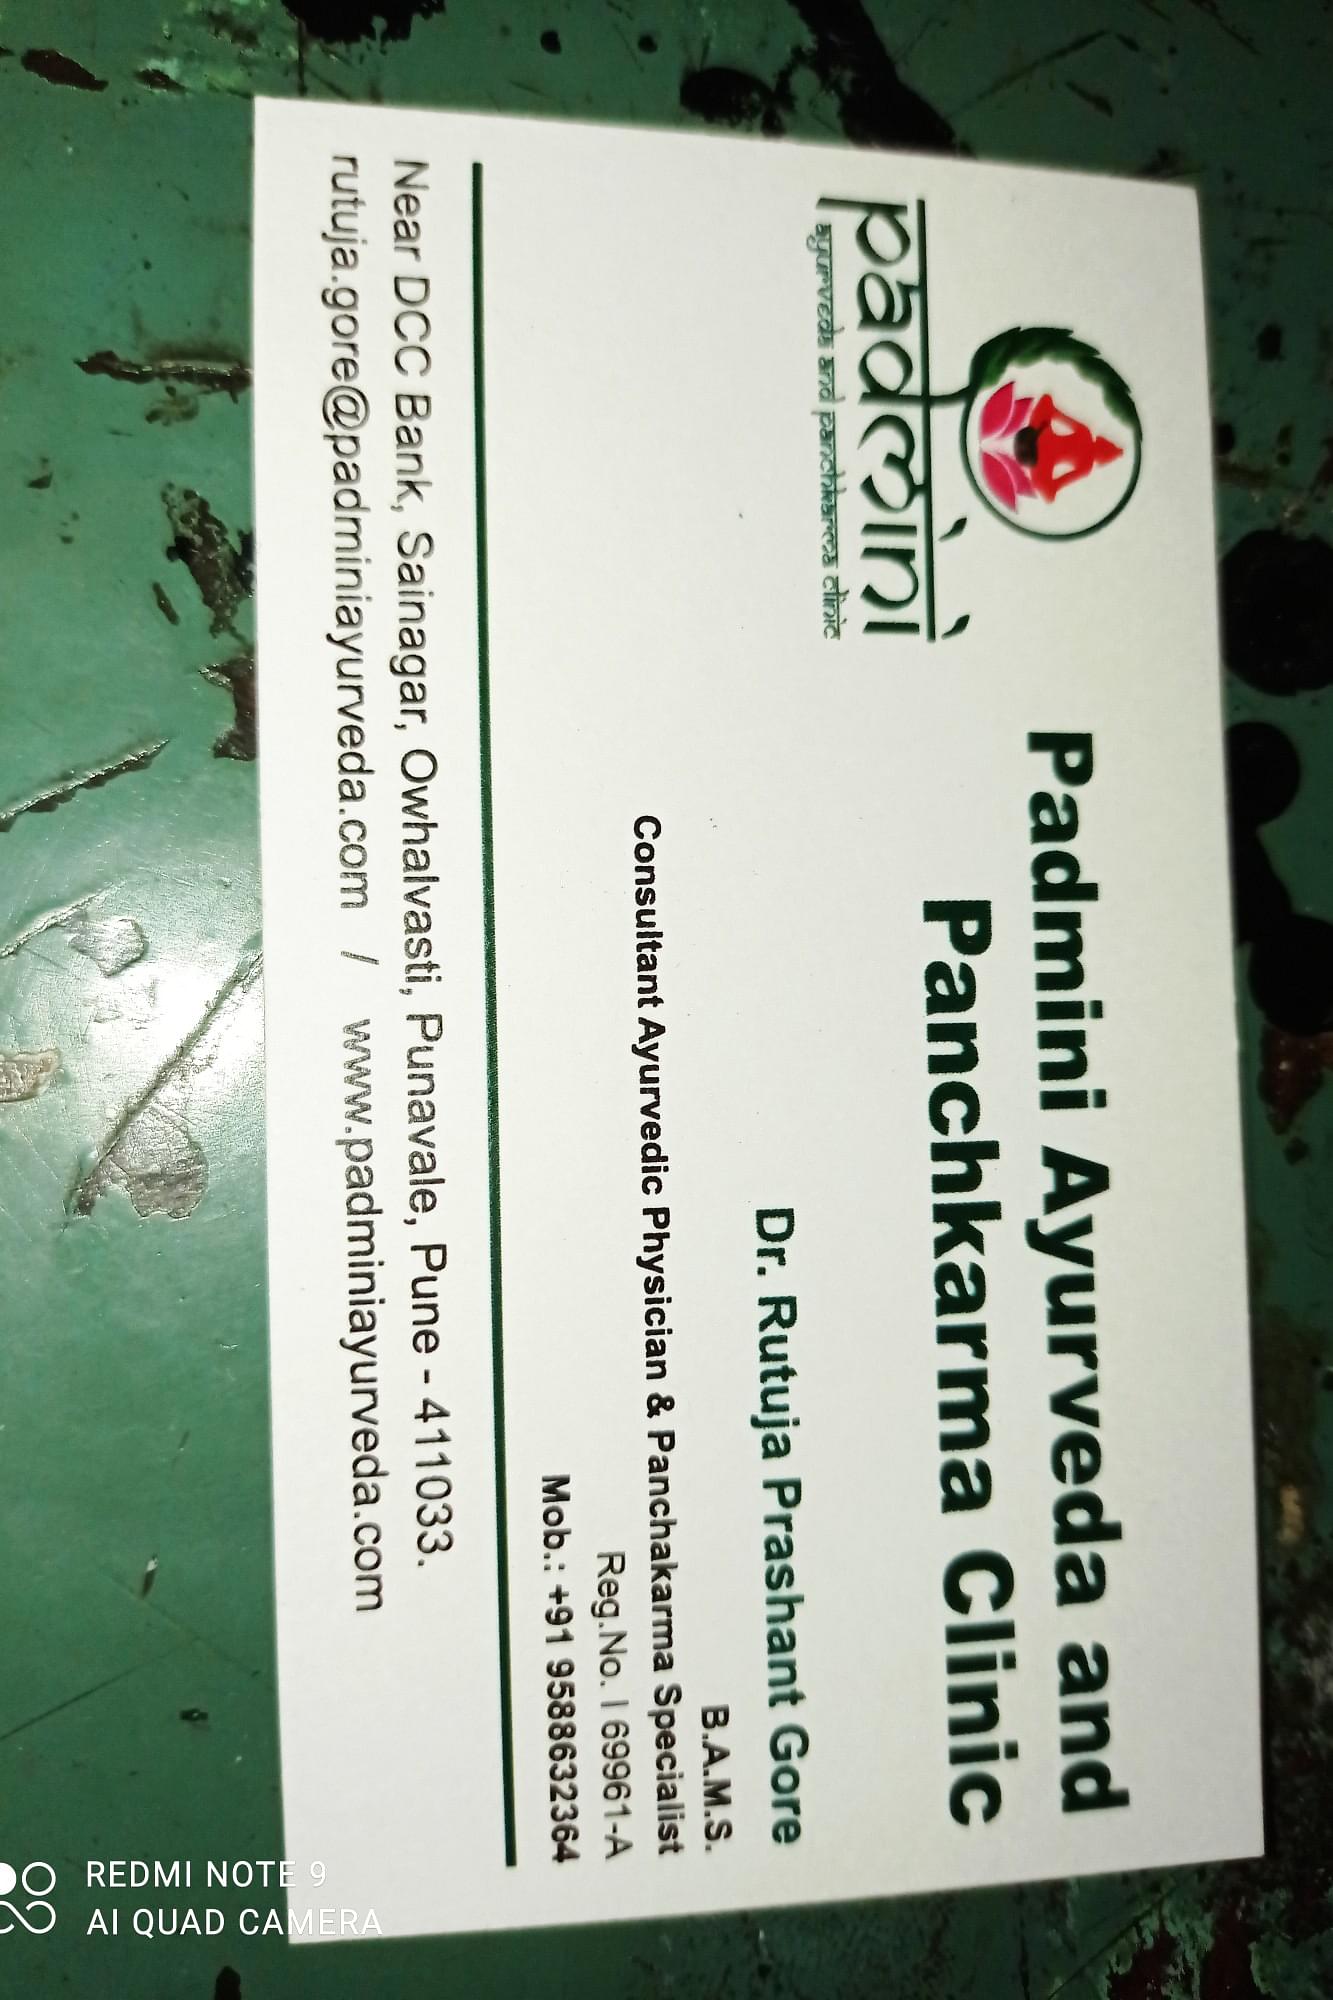 padmini
ayurveda and panchkarma clinic
Padmini Ayurveda and
Panchkarma Clinic
Dr. Rutuja Prashant Gore
B.A.M.S.
Consultant Ayurvedic Physician & Panchakarma Specialist
Reg.No. I 69961-A
Mob.: +91 9588632364
Near DCC Bank, Sainagar, Owhalvasti, Punavale, Pune - 411033.
rutuja.gore@padminiayurveda.com / www.padminiayurveda.com
REDMI NOTE 9
AI QUAD CAMERA